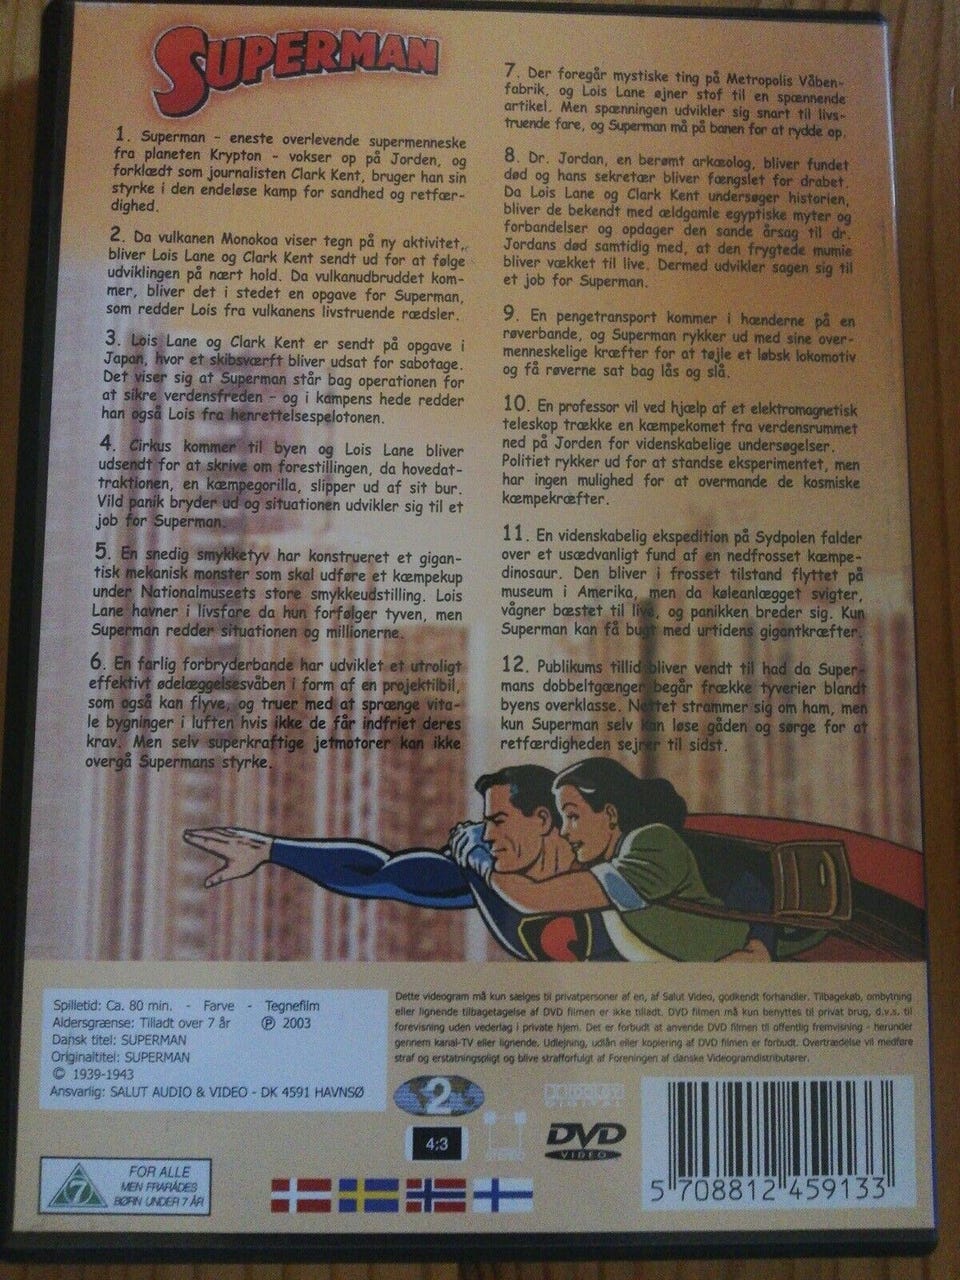 SUPERMAN
1. Superman - eneste overlevende supermenneske
fra planeten Krypton - vokser op på Jorden, og
forklædt som journalisten Clark Kent, bruger han sin
styrke i den endeløse kamp for sandhed og retfær-
dighed.
2. Da vulkanen Monokoa viser tegn på ny aktivitet,
bliver Lois Lane og Clark Kent sendt ud for at følge
udviklingen på nært hold. Da vulkanudbruddet kom-
mer, bliver det i stedet en opgave for Superman,
som redder Lois fra vulkanens livstruende rædsler.
3. Lois Lane og Clark Kent er sendt på opgave i
Japan, hvor et skibsværft bliver udsat for sabotage.
Det viser sig at Superman står bag operationen for
at sikre verdensfreden - og i kampens hede redder
han også Lois fra henrettelsespelotonen.
4. Cirkus kommer til byen og Lois Lane bliver
udsendt for at skrive om forestillingen, da hovedat-
traktionen, en kæmpegorilla, slipper ud af sit bur.
Vild panik bryder ud og situationen udvikler sig til et
job for Superman.
5. En snedig smykketyv har konstrueret et gigan-
tisk mekanisk monster som skal udføre et kæmpekup
under Nationalmuseets store smykkeudstilling. Lois
Lane havner i livsfare da hun forfølger tyven, men
Superman redder situationen og millionerne.
6. En farlig forbryderbande har udviklet et utroligt
effektivt ødelæggelsesvåben i form af en projektilbil,
som også kan flyve, og truer med at sprænge vita-
le bygninger i luften hvis ikke de får indfriet deres
krav. Men selv superkraftige jetmotorer kan ikke
overgå Supermans styrke.
7. Der foregår mystiske ting på Metropolis Våben-
fabrik, og Lois Lane øjner stof til en spændende
artikel. Men spænningen udvikler sig snart til livs-
truende fare, og Superman må på banen for at rydde op.
8. Dr. Jordan, en berømt arkæolog, bliver fundet
død og hans sekretær bliver fængslet for drabet.
Da Lois Lane og Clark Kent undersøger historien,
bliver de bekendt med ældgamle egyptiske myter og
forbandelser og opdager den sande årsag til dr.
Jordans død samtidig med, at den frygtede mumie
bliver vækket til live. Dermed udvikler sagen sig til
et job for Superman.
9. En pengetransport kommer i hænderne på en
røverbande, og Superman rykker ud med sine over-
menneskelige kræfter for at tøjle et løbsk lokomotiv
og få røverne sat bag lås og slå.
10. En professor vil ved hjælp af et elektromagnetisk
teleskop trække en kæmpekomet fra verdensrummet
ned på Jorden for videnskabelige undersøgelser.
Politiet rykker ud for at standse eksperimentet, men
har ingen mulighed for at overmande de kosmiske
kæmpekræfter.
11. En videnskabelig ekspedition på Sydpolen falder
over et usædvanligt fund af en nedfrosset kæmpe-
dinosaur. Den bliver i frosset tilstand flyttet på
museum i Amerika, men da køleanlægget svigter,
vågner bæstet til live, og panikken breder sig. Kun
Superman kan få bugt med urtidens gigantkræfter.
12. Publikums tillid bliver vendt til had da Super-
mans dobbeltgænger begår frække tyverier blandt
byens overklasse. Nettet strammer sig om ham, men
kun Superman selv kan løse gåden og sørge for at
retfærdigheden sejrer til sidst.
Spilletid: Ca. 80 min. - Farve - Tegnefilm
Aldersgrænse: Tilladt over 7 år ℗ 2003
Dansk titel: SUPERMAN
Originaltitel: SUPERMAN
© 1939-1943
Ansvarlig: SALUT AUDIO & VIDEO - DK 4591 HAVNSØ
Dette videogram må kun sælges til privatpersoner af en, af Salut Video, godkendt forhandler. Tilbagekøb, ombytning
eller lignende tilbagetagelse af DVD filmen er ikke tilladt. DVD filmen må kun benyttes til privat brug, d.v.s. til
forevisning uden vederlag i private hjem. Det er forbudt at anvende DVD filmen til offentlig fremvisning - herunder
gennem kanal-TV eller lignende. Udlejning, udlån eller kopiering af DVD filmen er forbudt. Overtrædelse vil medføre
straf og erstatningspligt og blive strafforfulgt af Foreningen af danske Videogramdistributører.
2
4:3
DVD
VIDEO
7
FOR ALLE
MEN FRARÅDES
BØRN UNDER 7 ÅR
5 708812 459133